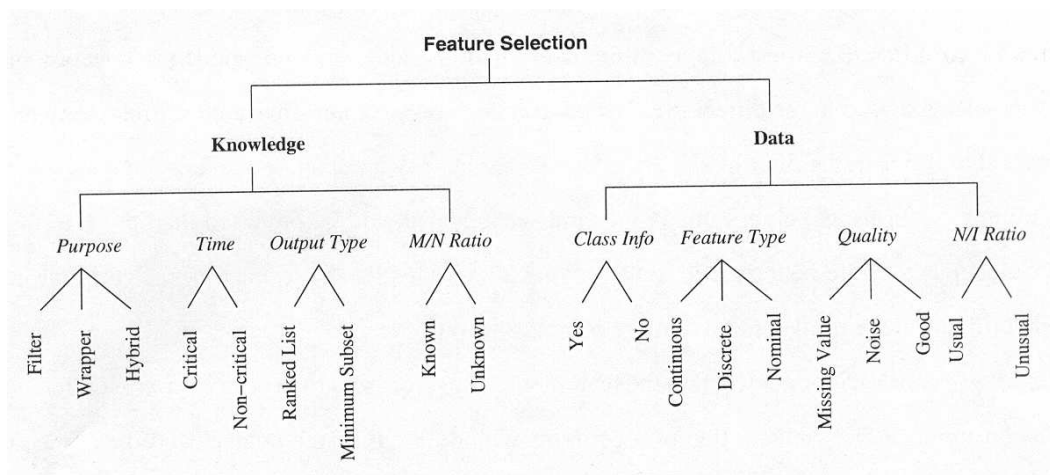 Feature Selection
Knowledge
Data
Purpose
Time
Output Type
M/N Ratio
Class Info
Feature Type
Quality
N/I Ratio
Filter
Wrapper
Hybrid
Critical
Non-critical
Ranked List
Minimum Subset
Known
Unknown
Yes
No
Continuous
Discrete
Nominal
Missing Value
Noise
Good
Usual
Unusual